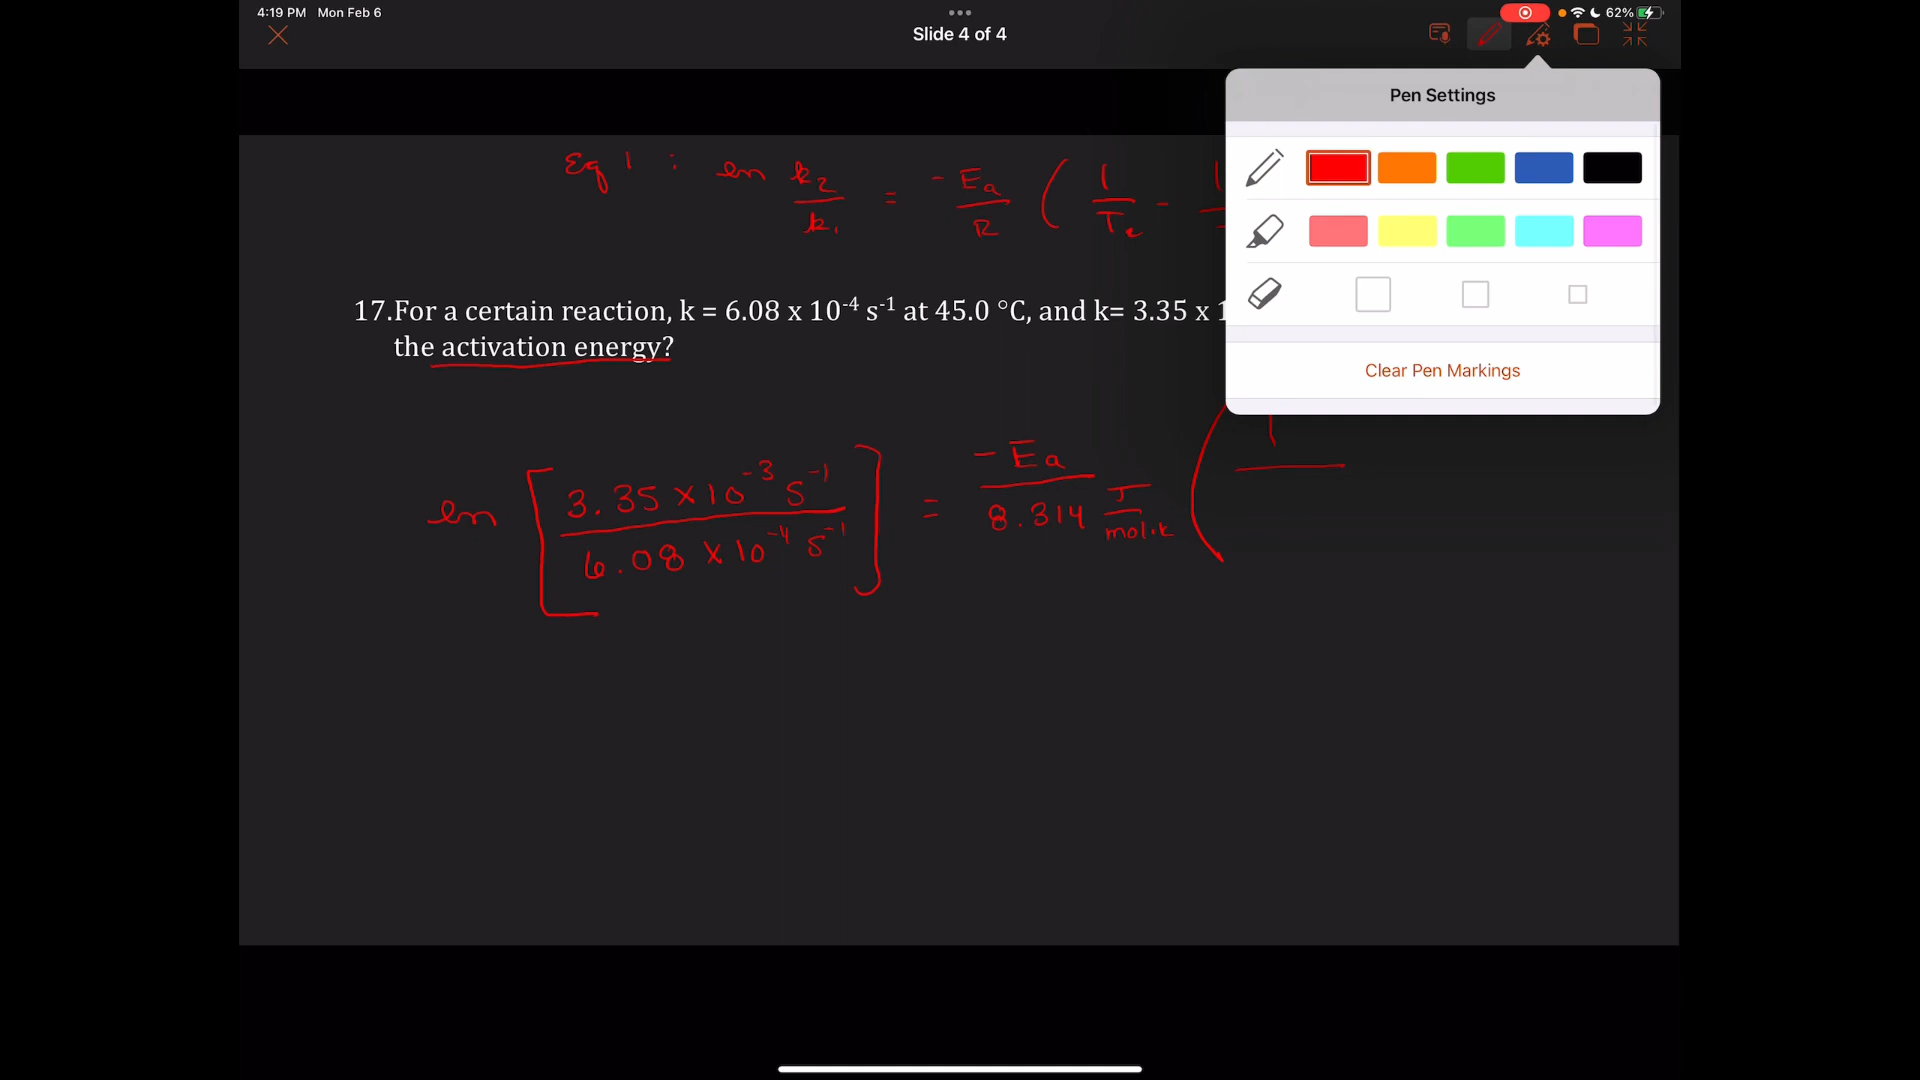 4:19 PM Mon Feb 6
62%
Slide 4 of 4
Pen Settings
Eq 1 : ln k2/k1 = -Ea/R ( 1/T2 - 1
17.For a certain reaction, k = 6.08 x 10-4 s-1 at 45.0 °C, and k= 3.35 x 1
the activation energy?
Clear Pen Markings
ln [ 3.35 x 10-3 s-1 / 6.08 x 10-4 s-1 ] = -Ea / 8.314 J/mol.k ( 1